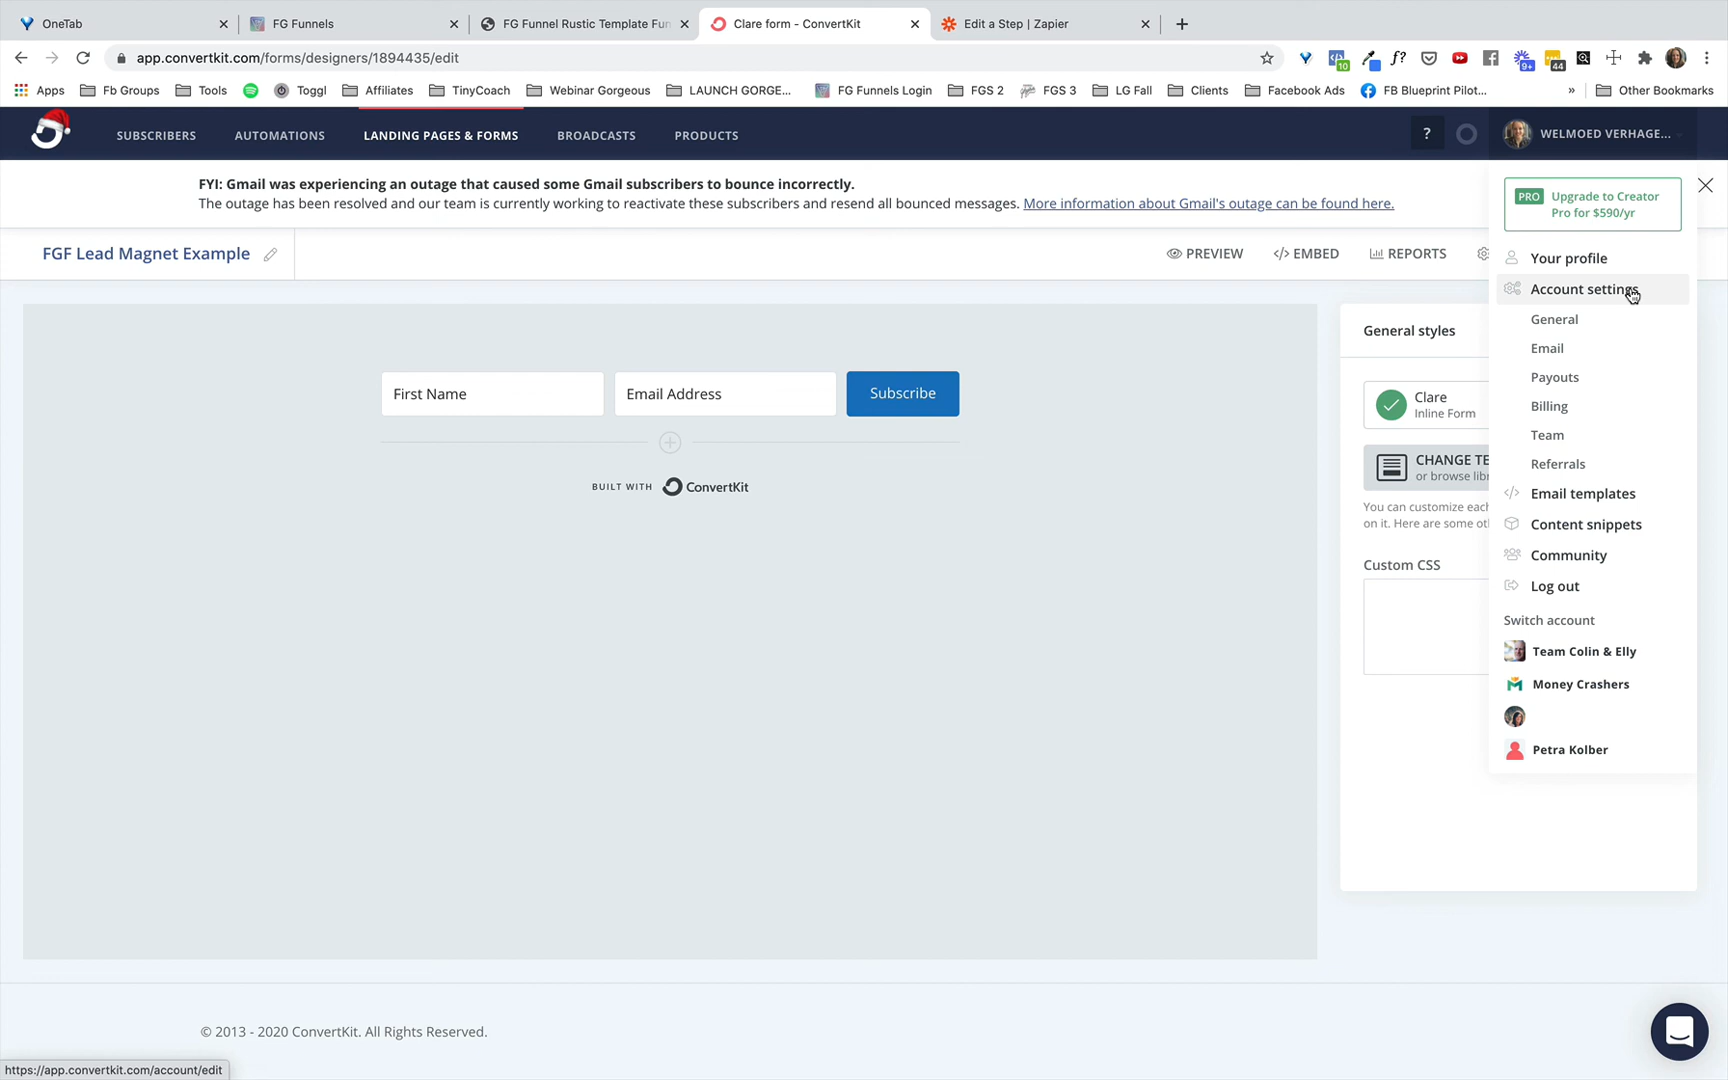 OneTab
FG Funnels
FG Funnel Rustic Template Fun
Clare form - ConvertKit
Edit a Step | Zapier
app.convertkit.com/forms/designers/1894435/edit
f?
10
9+
44
Apps
Fb Groups
Tools
Toggl
Affiliates
TinyCoach
Webinar Gorgeous
LAUNCH GORGE...
FG Funnels Login
FGS 2
FGS 3
LG Fall
Clients
Facebook Ads
FB Blueprint Pilot...
»
Other Bookmarks
SUBSCRIBERS
AUTOMATIONS
LANDING PAGES & FORMS
BROADCASTS
PRODUCTS
?
WELMOED VERHAGE...
FYI: Gmail was experiencing an outage that caused some Gmail subscribers to bounce incorrectly.
The outage has been resolved and our team is currently working to reactivate these subscribers and resend all bounced messages. More information about Gmail's outage can be found here.
PRO Upgrade to Creator
Pro for $590/yr
FGF Lead Magnet Example
PREVIEW
</> EMBED
REPORTS
Your profile
Account settings
General
Email
Payouts
Billing
Team
Referrals
</> Email templates
Content snippets
Community
Log out
Switch account
Team Colin & Elly
Money Crashers
Petra Kolber
First Name
Email Address
Subscribe
BUILT WITH ConvertKit
General styles
Clare
Inline Form
CHANGE TE
or browse libr
You can customize each
on it. Here are some ot
Custom CSS
© 2013 - 2020 ConvertKit. All Rights Reserved.
https://app.convertkit.com/account/edit